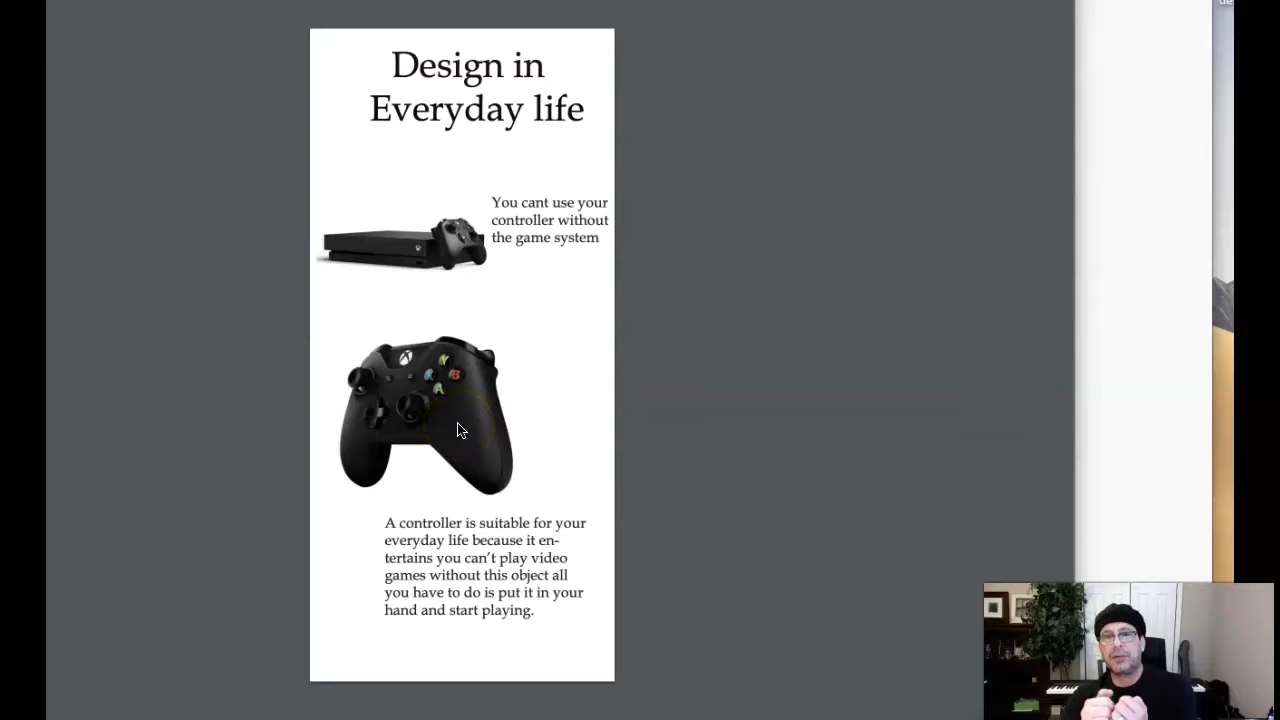 de
Design in
Everyday life
You cant use your
controller without
the game system
Y
B
A
A controller is suitable for your
everyday life because it en-
tertains you can’t play video
games without this object all
you have to do is put it in your
hand and start playing.